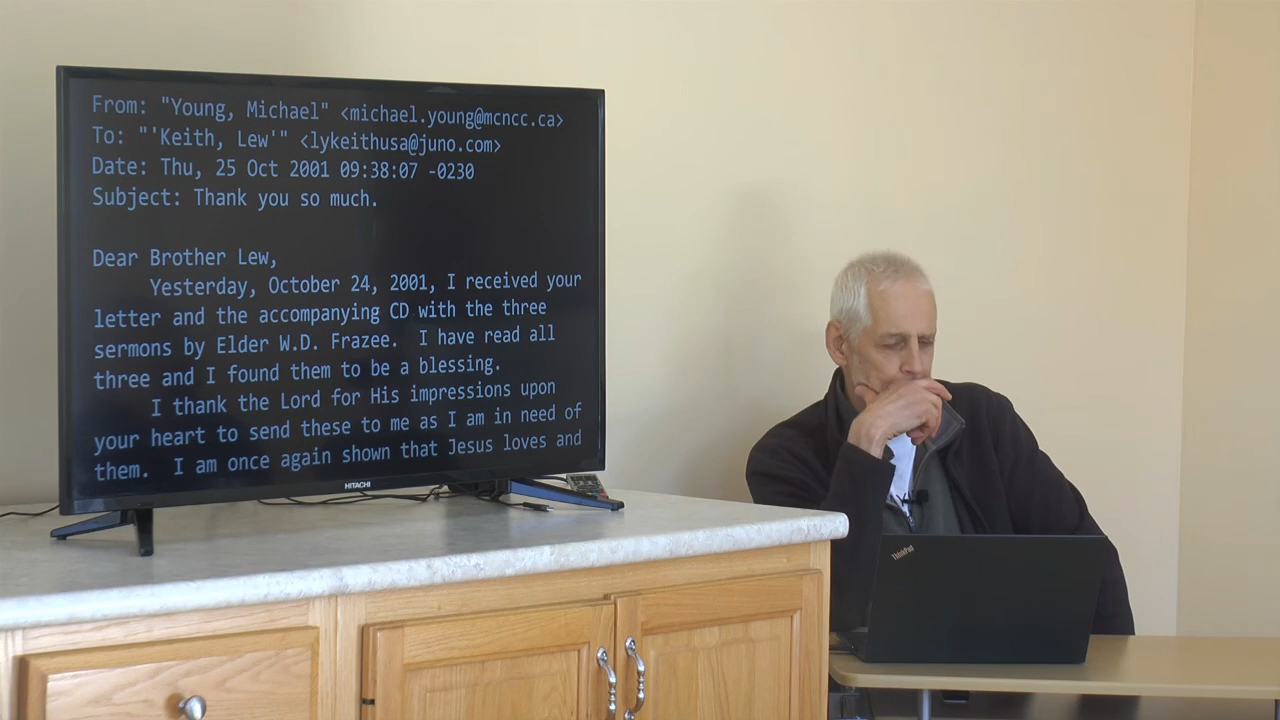 From: "Young, Michael" <michael.young@mcncc.ca>
To: "'Keith, Lew'" <lykeithusa@juno.com>
Date: Thu, 25 Oct 2001 09:38:07 -0230
Subject: Thank you so much.
Dear Brother Lew,
Yesterday, October 24, 2001, I received your
letter and the accompanying CD with the three
sermons by Elder W.D. Frazee. I have read all
three and I found them to be a blessing.
I thank the Lord for His impressions upon
your heart to send these to me as I am in need of
them. I am once again shown that Jesus loves and
HITACHI
ThinkPad